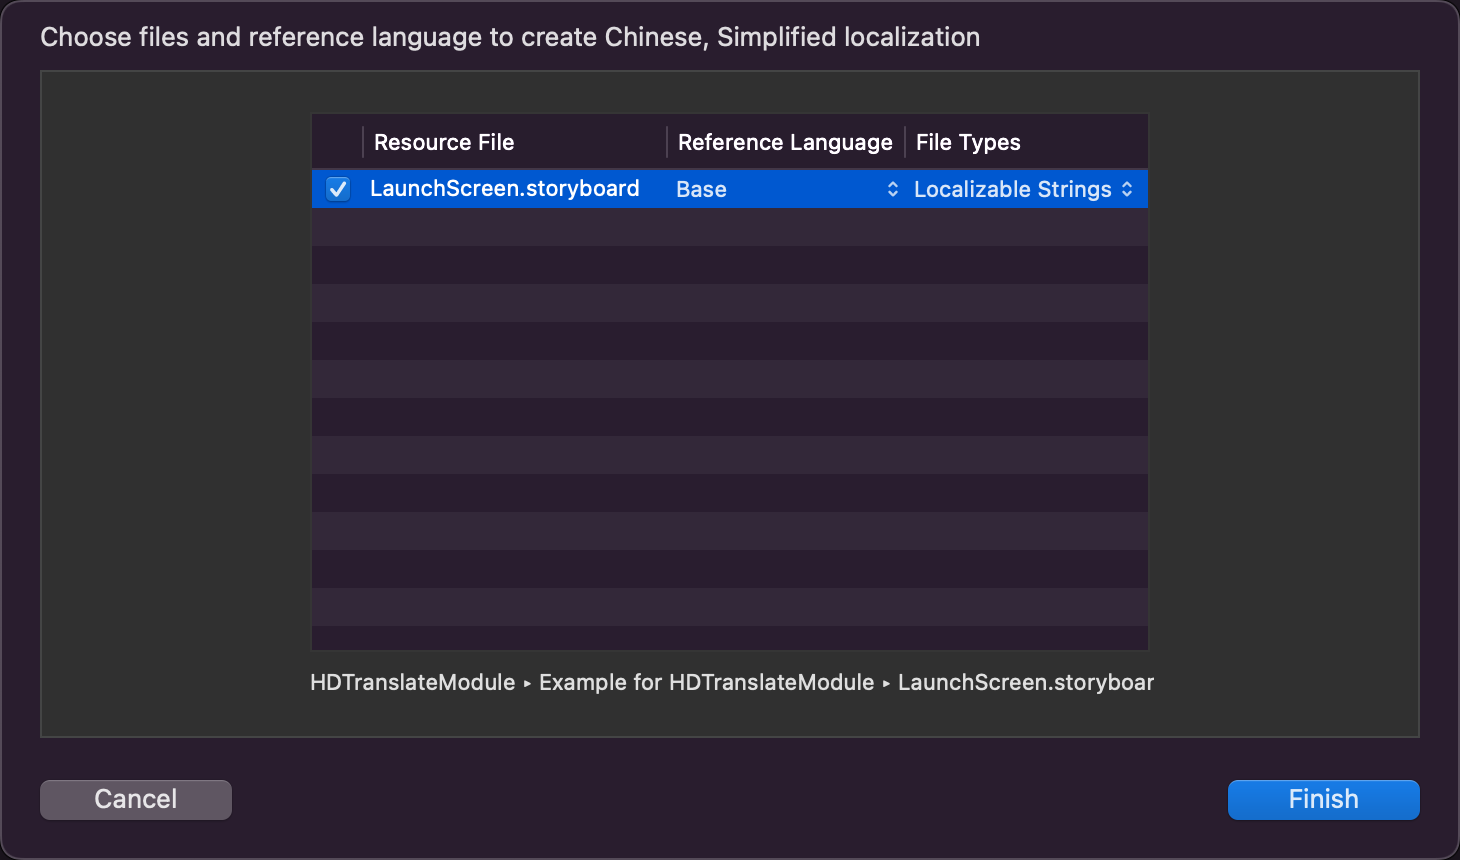 Choose files and reference language to create Chinese, Simplified localization
Resource File Reference Language File Types
LaunchScreen.storyboard Base Localizable Strings
HDTranslateModule ▸ Example for HDTranslateModule ▸ LaunchScreen.storyboar
Cancel Finish